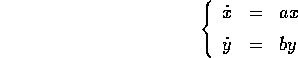 ẋ = ax
ẏ = by